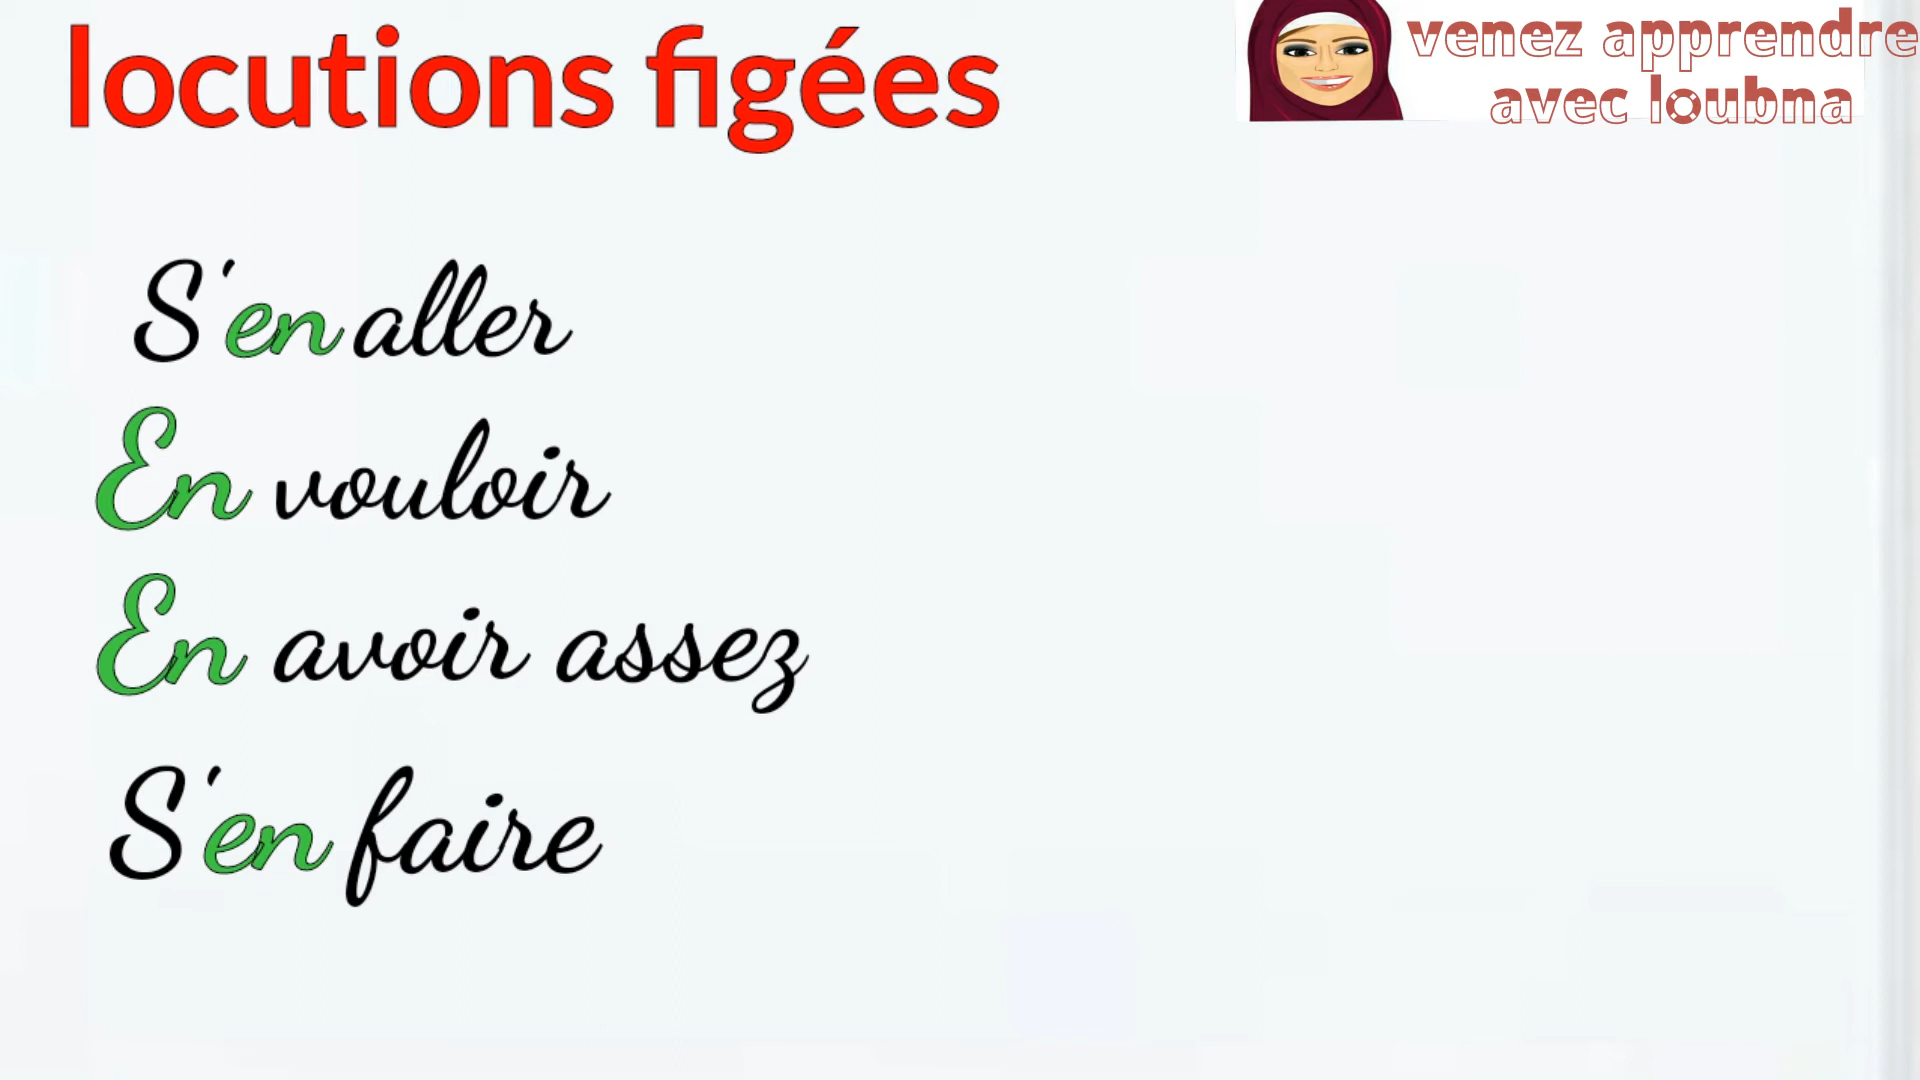 locutions figées
venez apprendre
avec loubna
S'en aller
En vouloir
En avoir assez
S'en faire